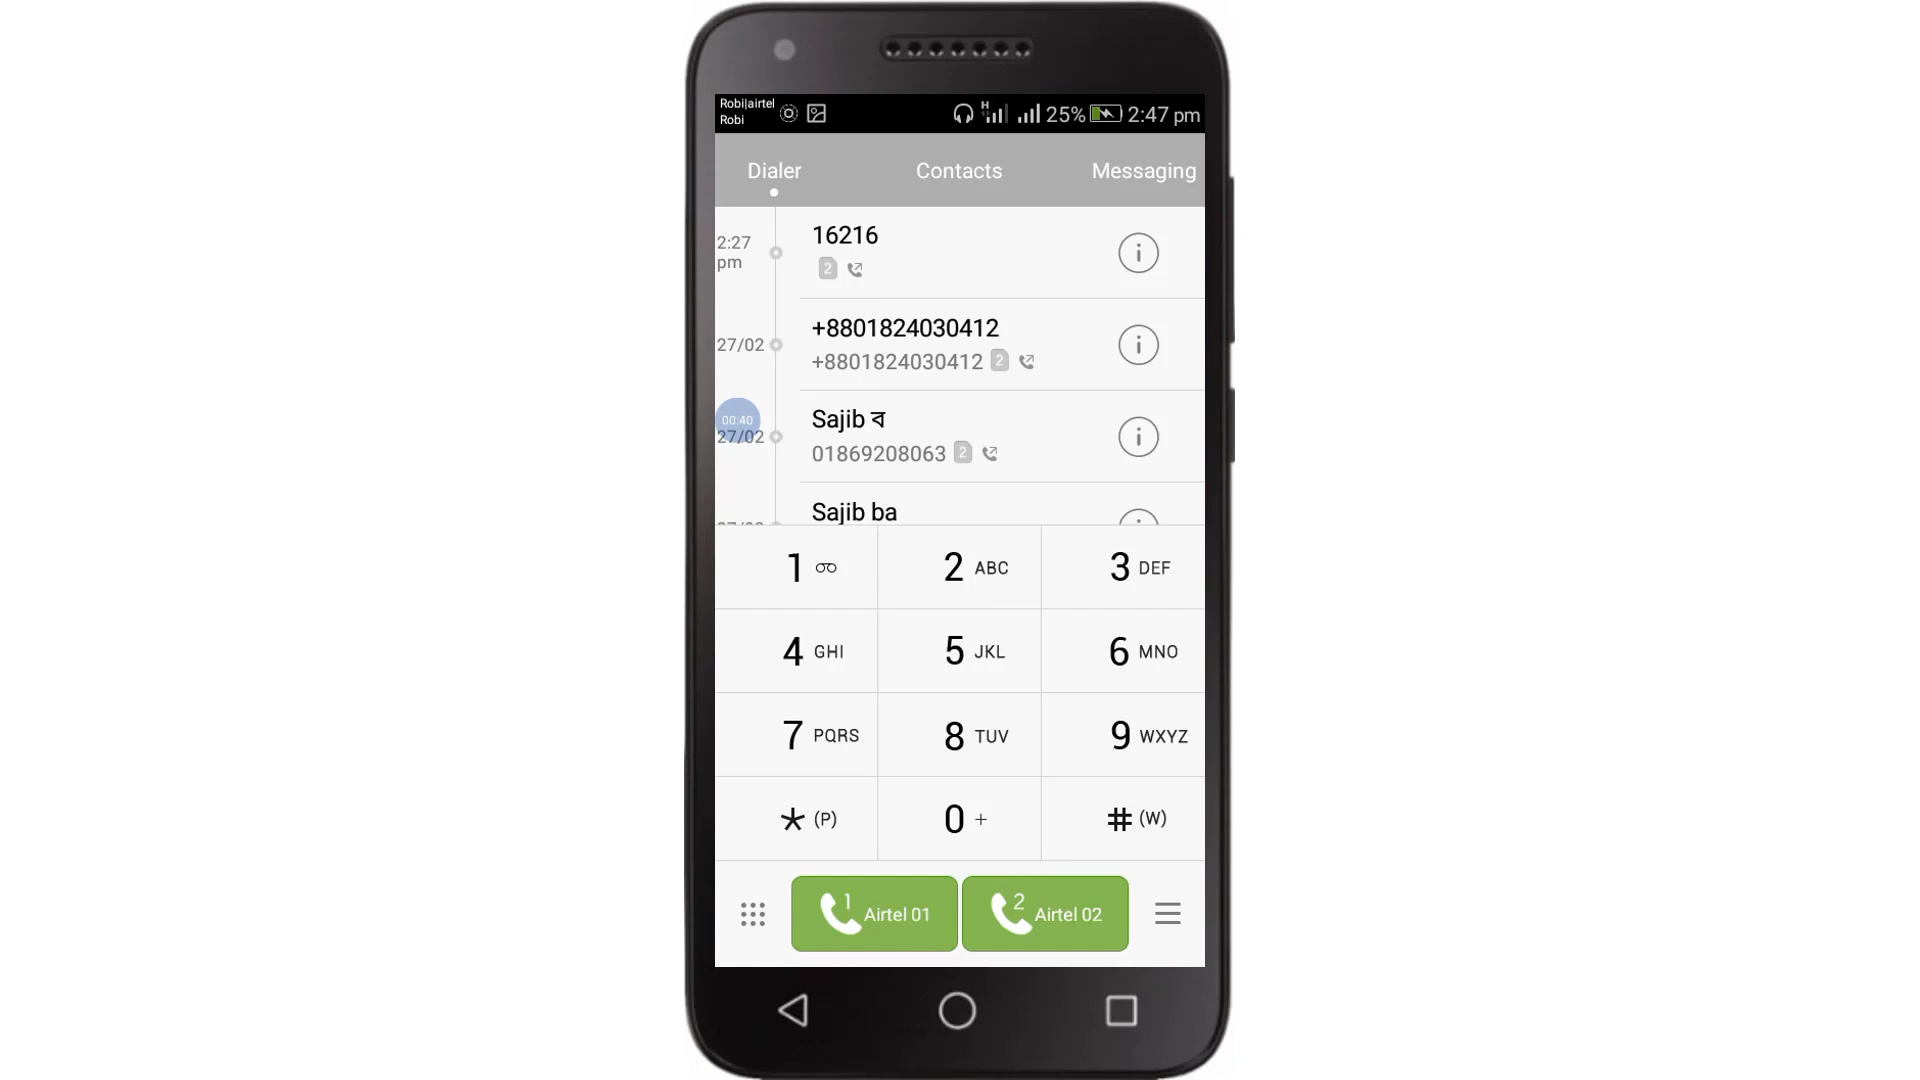 Robi|airtel
Robi
H
25%
2:47 pm
Dialer
Contacts
Messaging
2:27
pm
16216
2
27/02
+8801824030412
+8801824030412 2
00:40
27/02
Sajib ব
01869208063 2
Sajib ba
1
2 ABC
3 DEF
4 GHI
5 JKL
6 MNO
7 PQRS
8 TUV
9 WXYZ
* (P)
0 +
# (W)
1 Airtel 01
2 Airtel 02